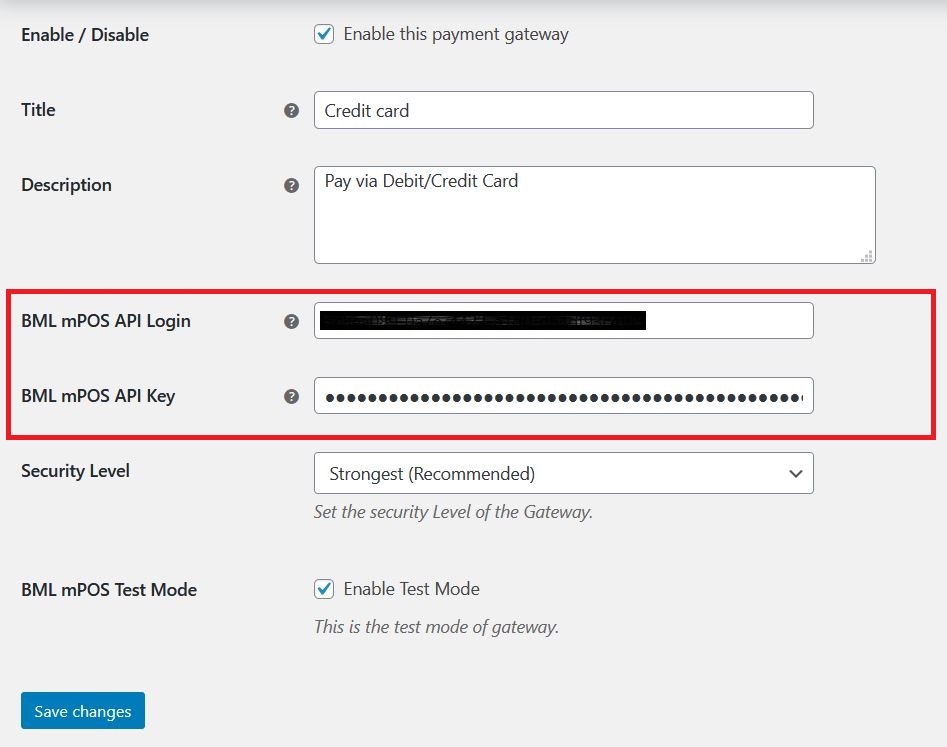 Enable / Disable
Enable this payment gateway
Title
Credit card
Description
Pay via Debit/Credit Card
BML mPOS API Login
BML mPOS API Key
Security Level
Strongest (Recommended)
Set the security Level of the Gateway.
BML mPOS Test Mode
Enable Test Mode
This is the test mode of gateway.
Save changes